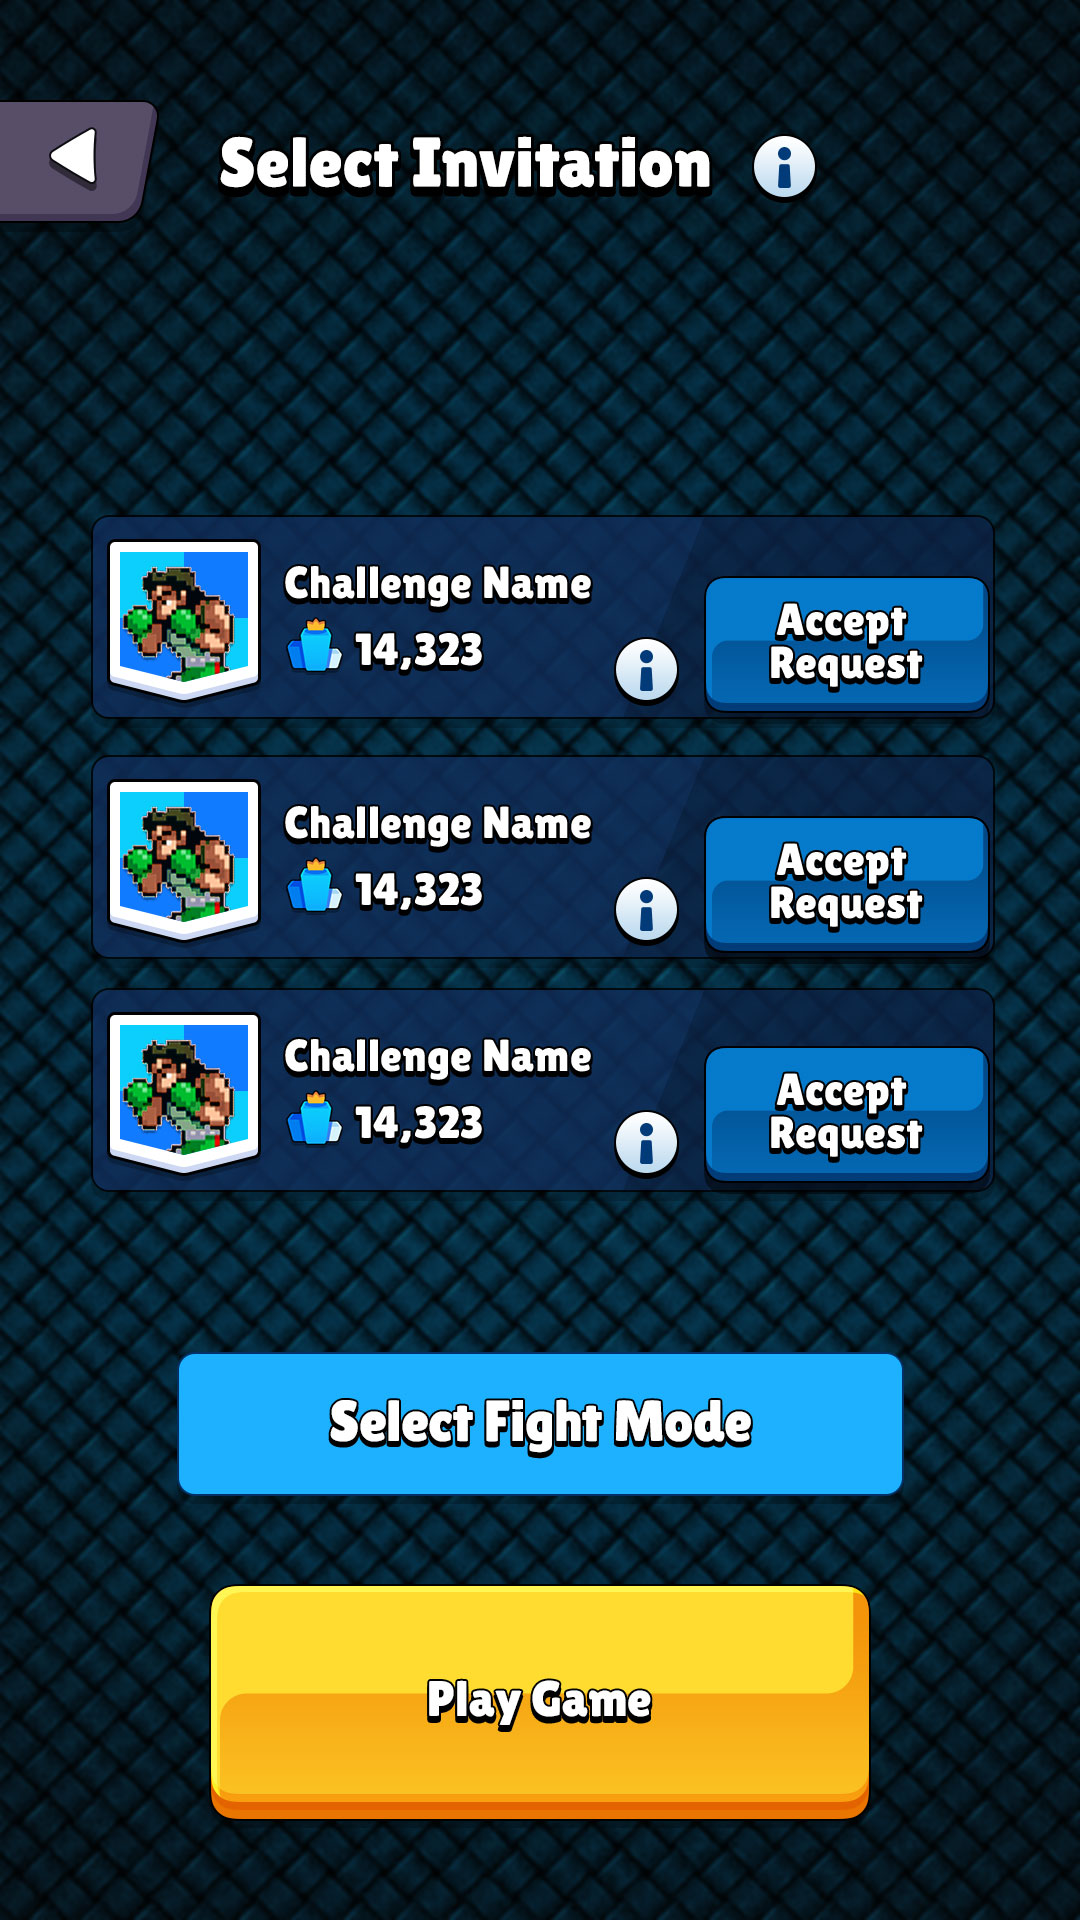 Select Invitation
Challenge Name
14,323
Accept
Request
Challenge Name
14,323
Accept
Request
Challenge Name
14,323
Accept
Request
Select Fight Mode
Play Game